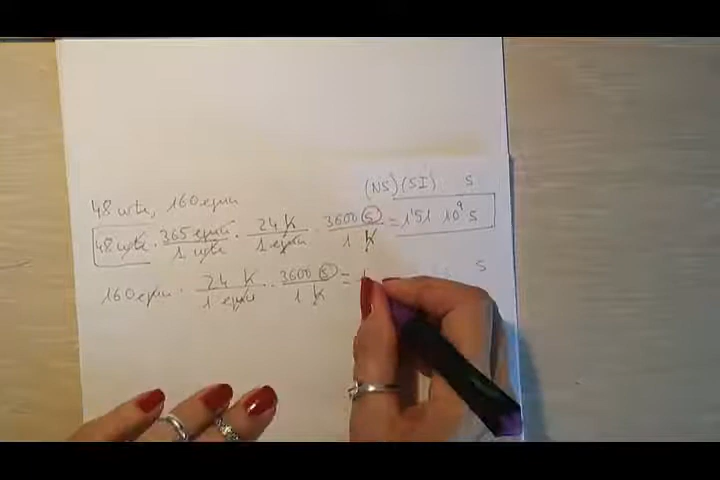 (NS)(SI) s
48 urte, 160 egun
48 urte · 365 egun / 1 urte · 24 h / 1 egun · 3600 s / 1 h = 1'51 · 10⁹ s
s
160 egun · 24 h / 1 egun · 3600 s / 1 h = 1